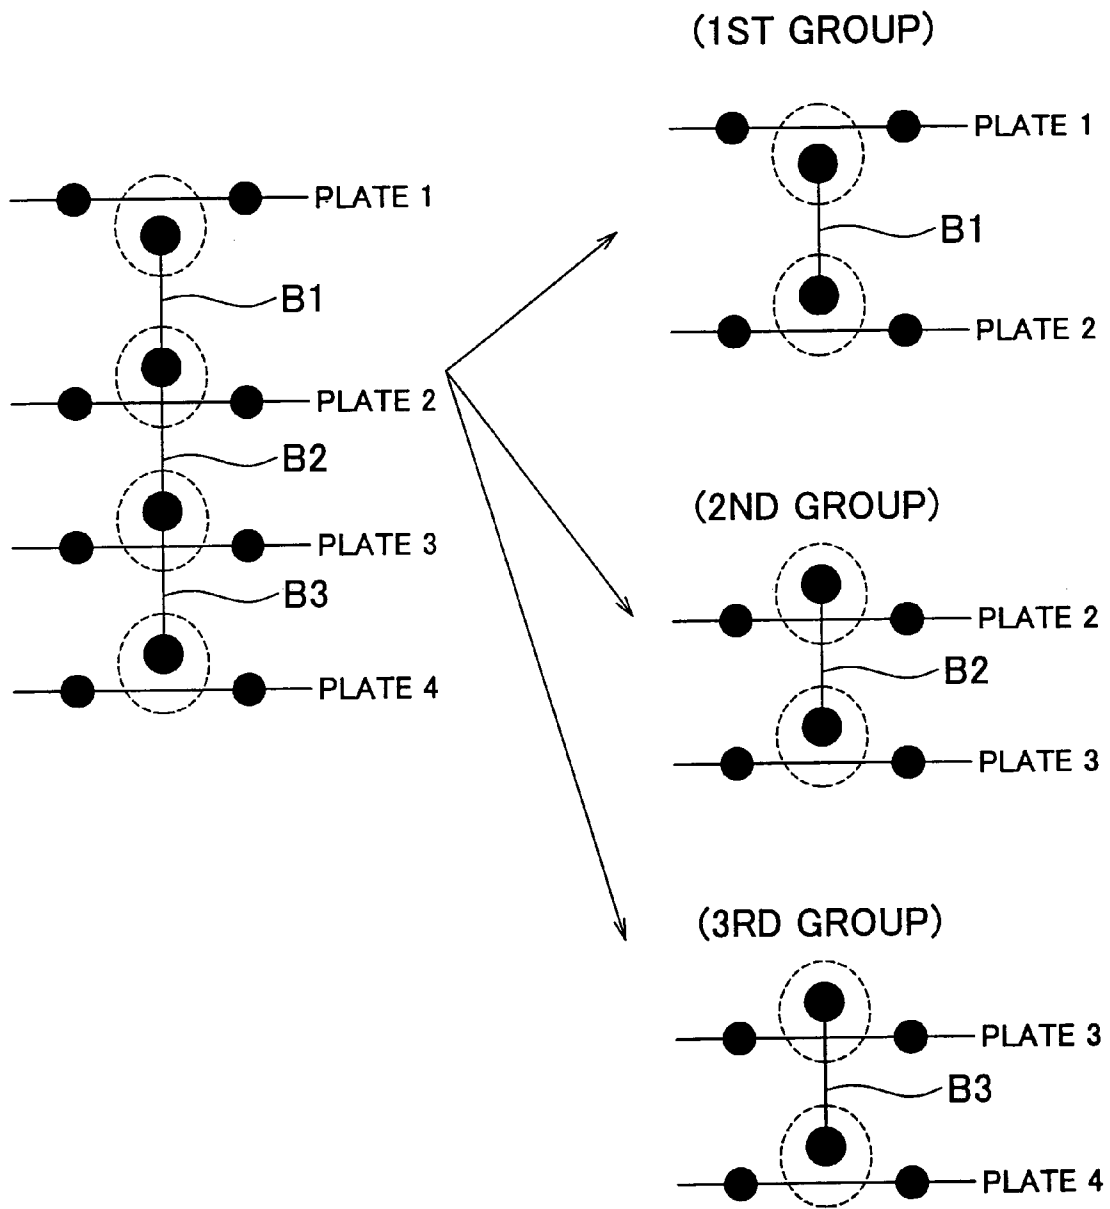 PLATE 1
B1
PLATE 2
B2
PLATE 3
B3
PLATE 4
(1ST GROUP)
PLATE 1
B1
PLATE 2
(2ND GROUP)
PLATE 2
B2
PLATE 3
(3RD GROUP)
PLATE 3
B3
PLATE 4